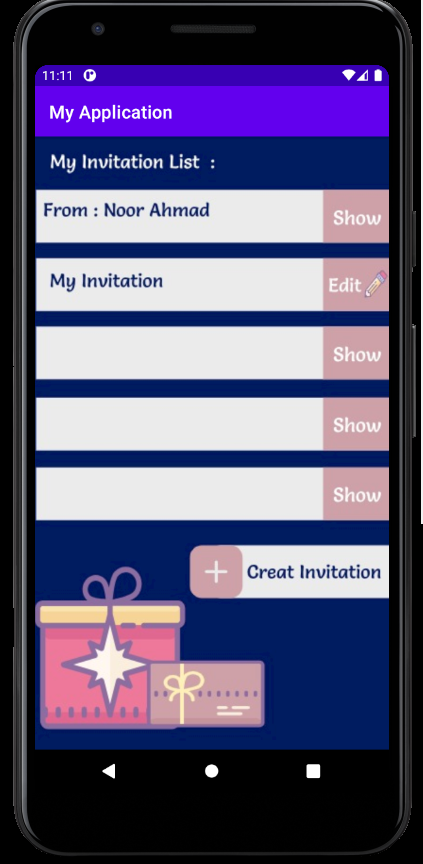 11:11
My Application
My Invitation List :
From : Noor Ahmad
Show
My Invitation
Edit
Show
Show
Show
Creat Invitation